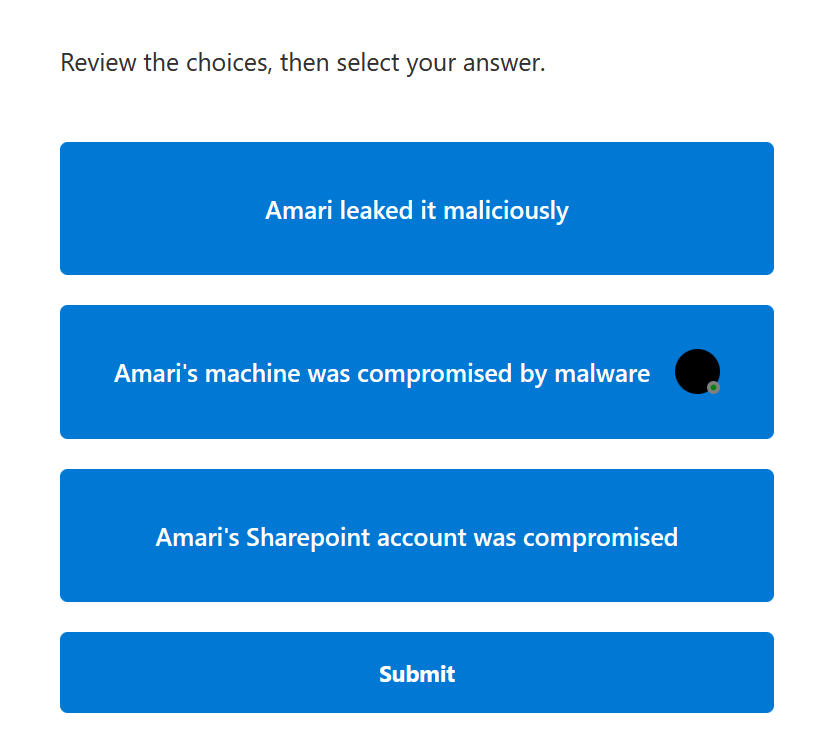 Review the choices, then select your answer.
Amari leaked it maliciously
Amari's machine was compromised by malware
Amari's Sharepoint account was compromised
Submit